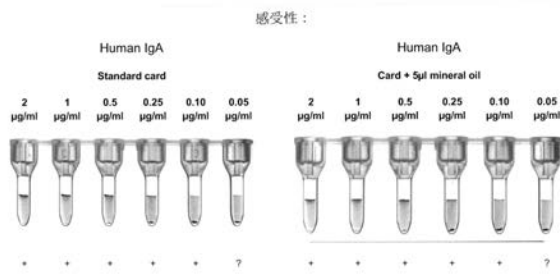 感受性：
Human IgA
Standard card
2 µg/ml 1 µg/ml 0.5 µg/ml 0.25 µg/ml 0.10 µg/ml 0.05 µg/ml
+ + + + + ?
Human IgA
Card + 5µl mineral oil
2 µg/ml 1 µg/ml 0.5 µg/ml 0.25 µg/ml 0.10 µg/ml 0.05 µg/ml
+ + + + + ?